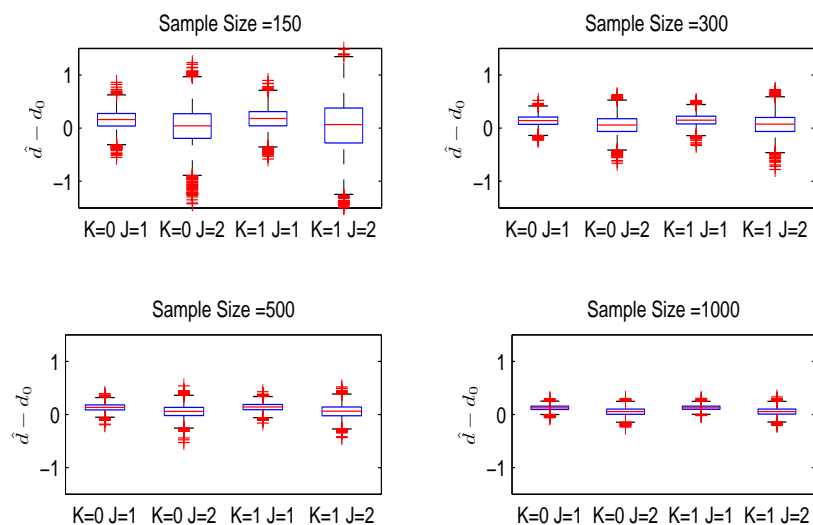 Sample Size =150
Sample Size =300
1
0
−1
d̂ − d₀
K=0 J=1 K=0 J=2 K=1 J=1 K=1 J=2
1
0
−1
d̂ − d₀
K=0 J=1 K=0 J=2 K=1 J=1 K=1 J=2
Sample Size =500
Sample Size =1000
1
0
−1
d̂ − d₀
K=0 J=1 K=0 J=2 K=1 J=1 K=1 J=2
1
0
−1
d̂ − d₀
K=0 J=1 K=0 J=2 K=1 J=1 K=1 J=2